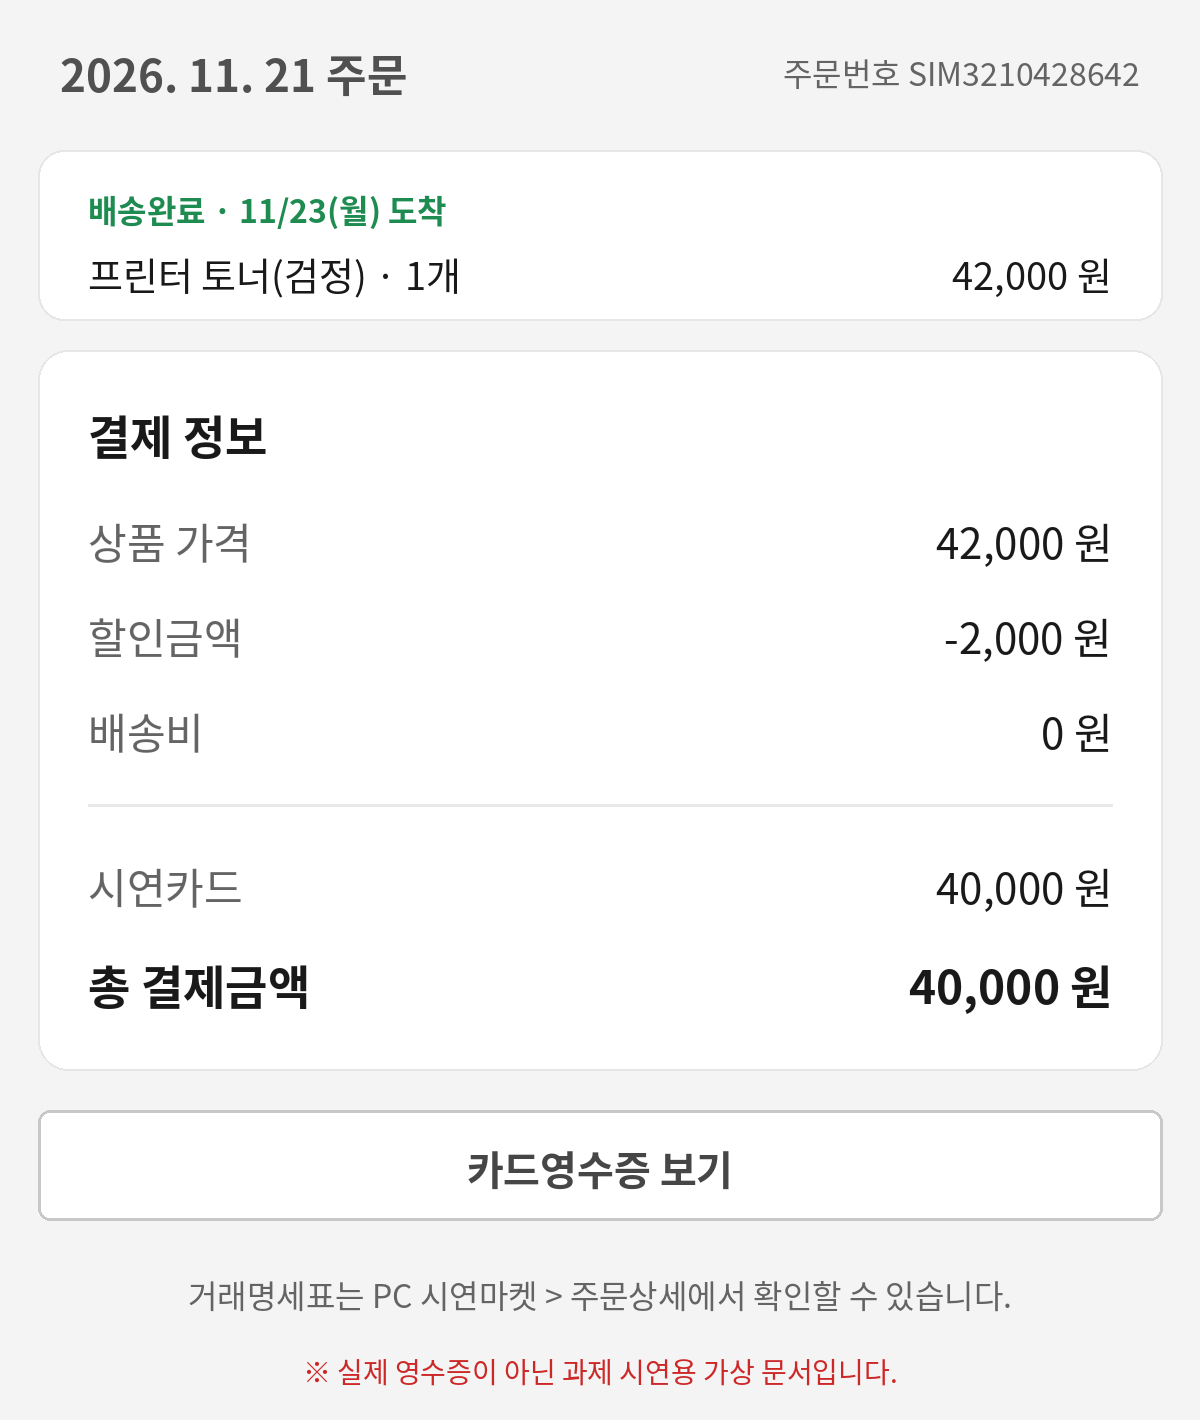 2026. 11. 21 주문
주문번호 SIM3210428642
배송완료 · 11/23(월) 도착
프린터 토너(검정) · 1개 42,000 원
결제 정보
상품 가격 42,000 원
할인금액 -2,000 원
배송비 0 원
시연카드 40,000 원
총 결제금액 40,000 원
카드영수증 보기
거래명세표는 PC 시연마켓 > 주문상세에서 확인할 수 있습니다.
※ 실제 영수증이 아닌 과제 시연용 가상 문서입니다.